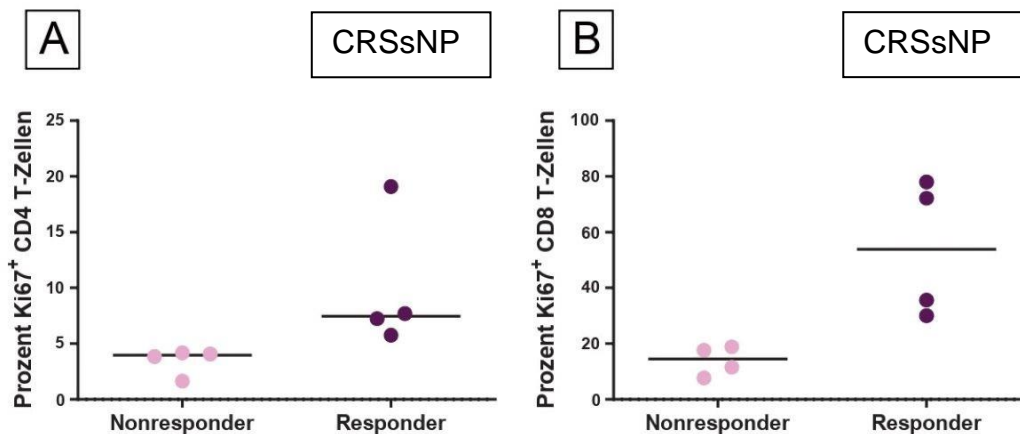 A
CRSsNP
B
CRSsNP
Prozent Ki67+ CD4 T-Zellen
25
20
15
10
5
0
Nonresponder
Responder
Prozent Ki67+ CD8 T-Zellen
100
80
60
40
20
0
Nonresponder
Responder